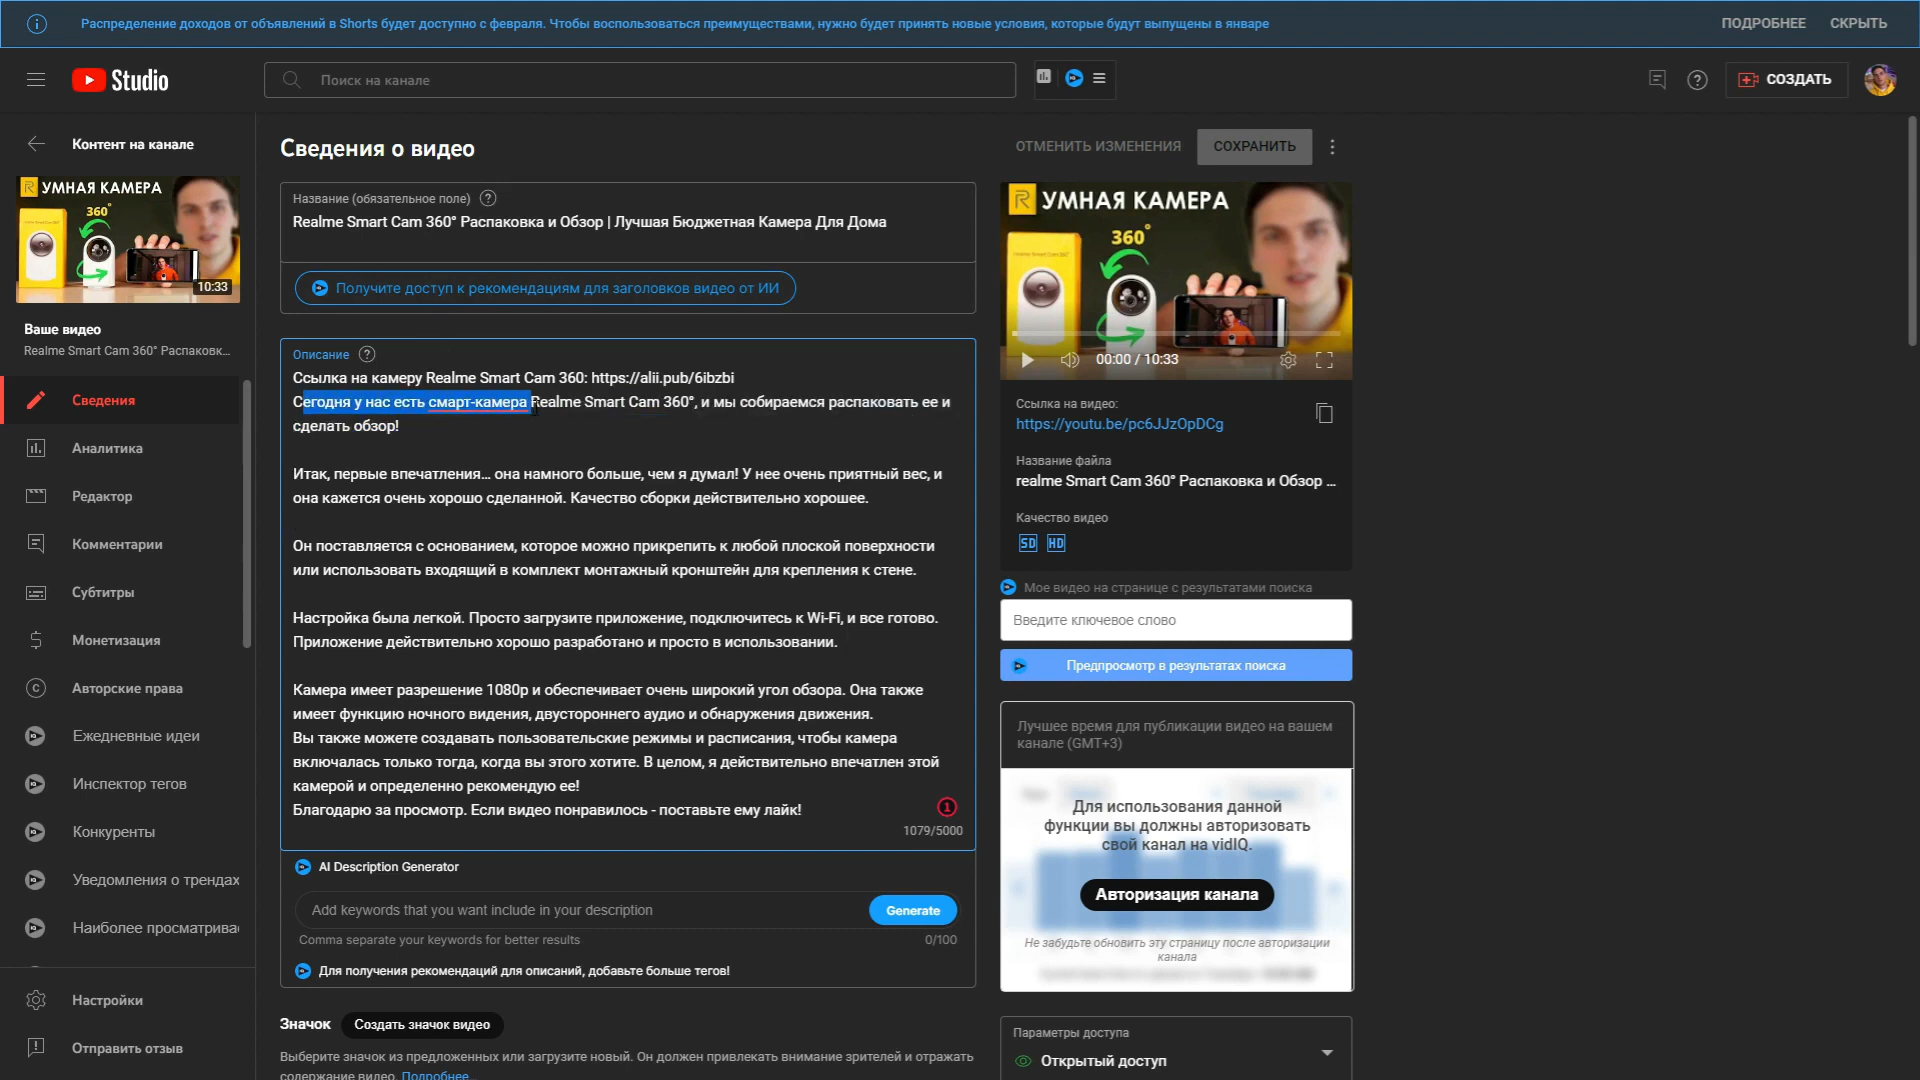 Распределение доходов от объявлений в Shorts будет доступно с февраля. Чтобы воспользоваться преимуществами, нужно будет принять новые условия, которые будут выпущены в январе
ПОДРОБНЕЕ
СКРЫТЬ
Studio
Поиск на канале
СОЗДАТЬ
Контент на канале
УМНАЯ КАМЕРА
360°
10:33
Ваше видео
Realme Smart Cam 360° Распаковк...
Сведения
Аналитика
Редактор
Комментарии
Субтитры
Монетизация
Авторские права
Ежедневные идеи
Инспектор тегов
Конкуренты
Уведомления о трендах
Наиболее просматрива
Настройки
Отправить отзыв
Сведения о видео
ОТМЕНИТЬ ИЗМЕНЕНИЯ
СОХРАНИТЬ
Название (обязательное поле)
Realme Smart Cam 360° Распаковка и Обзор | Лучшая Бюджетная Камера Для Дома
Получите доступ к рекомендациям для заголовков видео от ИИ
Описание
Ссылка на камеру Realme Smart Cam 360: https://alii.pub/6ibzbi
Сегодня у нас есть смарт-камера Realme Smart Cam 360°, и мы собираемся распаковать ее и
сделать обзор!
Итак, первые впечатления... она намного больше, чем я думал! У нее очень приятный вес, и
она кажется очень хорошо сделанной. Качество сборки действительно хорошее.
Он поставляется с основанием, которое можно прикрепить к любой плоской поверхности
или использовать входящий в комплект монтажный кронштейн для крепления к стене.
Настройка была легкой. Просто загрузите приложение, подключитесь к Wi-Fi, и все готово.
Приложение действительно хорошо разработано и просто в использовании.
Камера имеет разрешение 1080p и обеспечивает очень широкий угол обзора. Она также
имеет функцию ночного видения, двустороннего аудио и обнаружения движения.
Вы также можете создавать пользовательские режимы и расписания, чтобы камера
включалась только тогда, когда вы этого хотите. В целом, я действительно впечатлен этой
камерой и определенно рекомендую ее!
Благодарю за просмотр. Если видео понравилось - поставьте ему лайк!
1
1079/5000
AI Description Generator
Add keywords that you want include in your description
Generate
Comma separate your keywords for better results
0/100
Для получения рекомендаций для описаний, добавьте больше тегов!
Значок
Создать значок видео
Выберите значок из предложенных или загрузите новый. Он должен привлекать внимание зрителей и отражать
содержание видео. Подробнее...
УМНАЯ КАМЕРА
360°
00:00 / 10:33
Ссылка на видео:
https://youtu.be/pc6JJzOpDCg
Название файла
realme Smart Cam 360° Распаковка и Обзор ...
Качество видео
SD HD
Мое видео на странице с результатами поиска
Введите ключевое слово
Предпросмотр в результатах поиска
Лучшее время для публикации видео на вашем
канале (GMT+3)
Для использования данной
функции вы должны авторизовать
свой канал на vidIQ.
Авторизация канала
Не забудьте обновить эту страницу после авторизации
канала
Параметры доступа
Открытый доступ